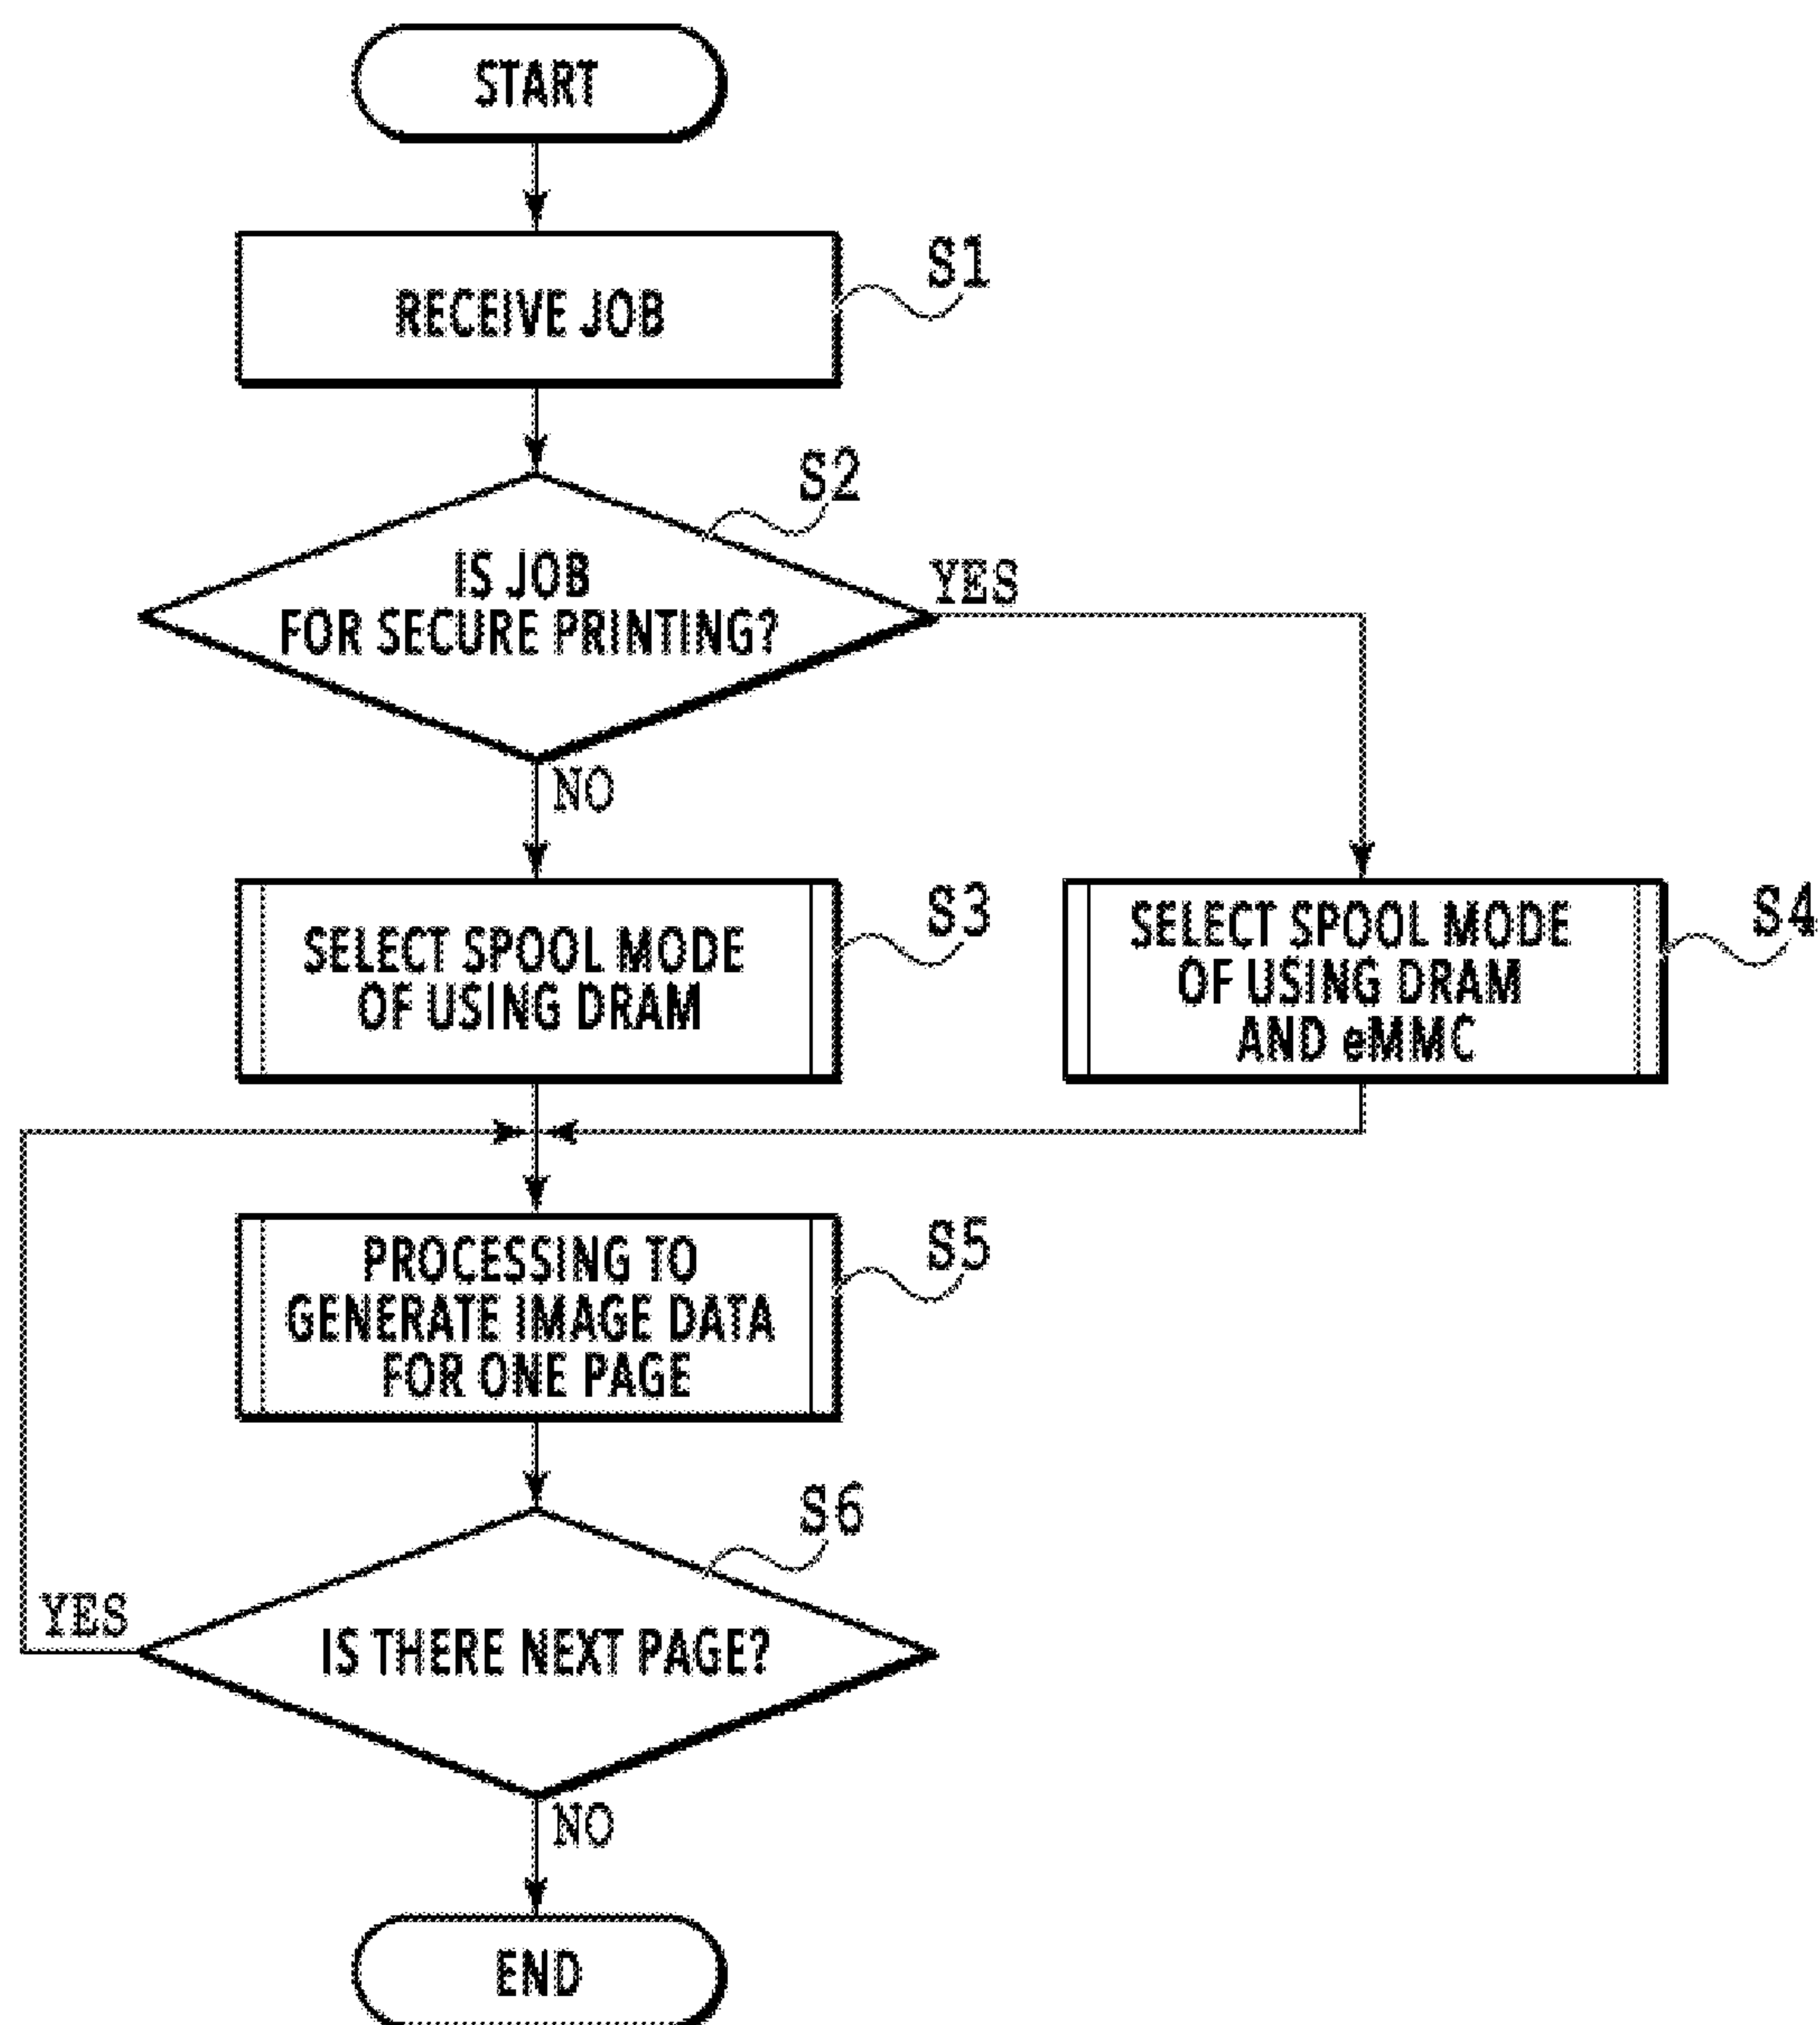 START
RECEIVE JOB
S1
S2
IS JOB
FOR SECURE PRINTING?
YES
NO
SELECT SPOOL MODE
OF USING DRAM
S3
SELECT SPOOL MODE
OF USING DRAM
AND eMMC
S4
PROCESSING TO
GENERATE IMAGE DATA
FOR ONE PAGE
S5
S6
IS THERE NEXT PAGE?
YES
NO
END